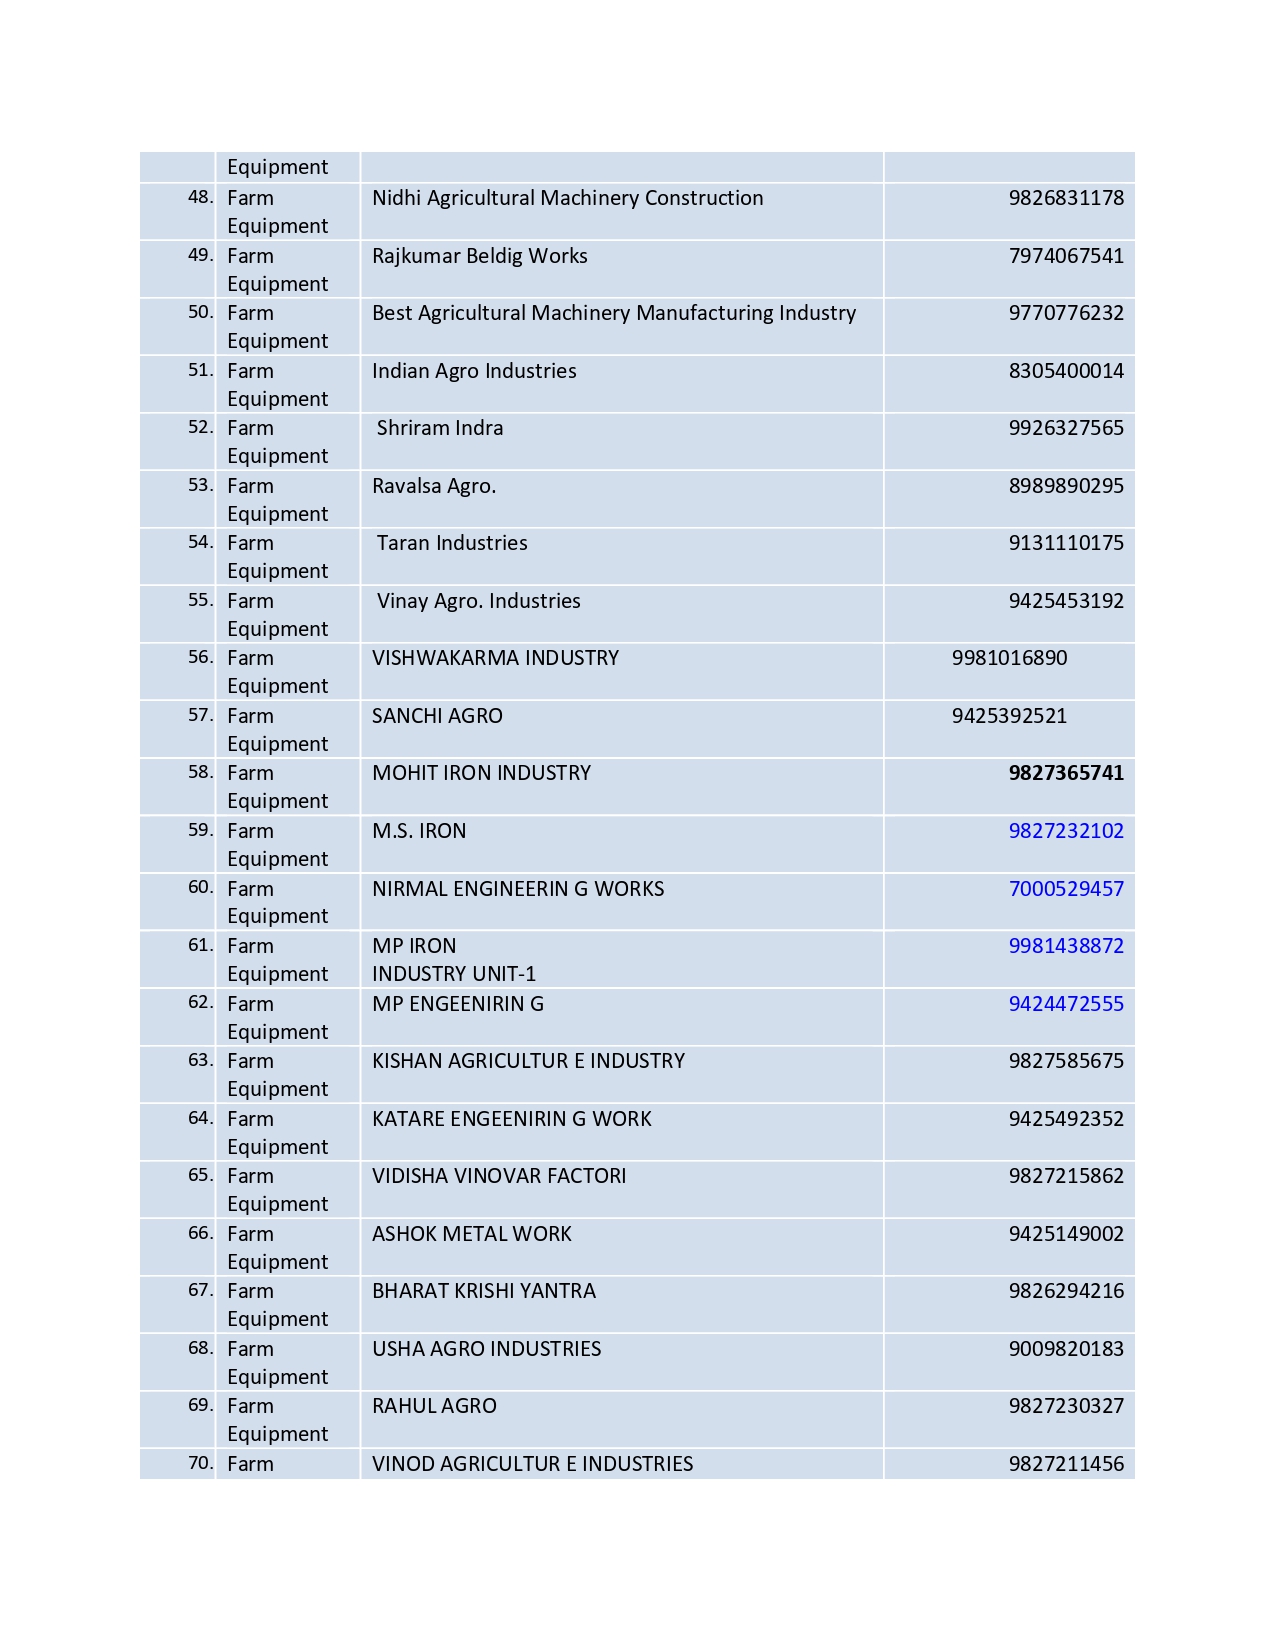 Equipment
48. Farm Nidhi Agricultural Machinery Construction 9826831178
Equipment
49. Farm Rajkumar Beldig Works 7974067541
Equipment
50. Farm Best Agricultural Machinery Manufacturing Industry 9770776232
Equipment
51. Farm Indian Agro Industries 8305400014
Equipment
52. Farm Shriram Indra 9926327565
Equipment
53. Farm Ravalsa Agro. 8989890295
Equipment
54. Farm Taran Industries 9131110175
Equipment
55. Farm Vinay Agro. Industries 9425453192
Equipment
56. Farm VISHWAKARMA INDUSTRY 9981016890
Equipment
57. Farm SANCHI AGRO 9425392521
Equipment
58. Farm MOHIT IRON INDUSTRY 9827365741
Equipment
59. Farm M.S. IRON 9827232102
Equipment
60. Farm NIRMAL ENGINEERIN G WORKS 7000529457
Equipment
61. Farm MP IRON 9981438872
Equipment INDUSTRY UNIT-1
62. Farm MP ENGEENIRIN G 9424472555
Equipment
63. Farm KISHAN AGRICULTUR E INDUSTRY 9827585675
Equipment
64. Farm KATARE ENGEENIRIN G WORK 9425492352
Equipment
65. Farm VIDISHA VINOVAR FACTORI 9827215862
Equipment
66. Farm ASHOK METAL WORK 9425149002
Equipment
67. Farm BHARAT KRISHI YANTRA 9826294216
Equipment
68. Farm USHA AGRO INDUSTRIES 9009820183
Equipment
69. Farm RAHUL AGRO 9827230327
Equipment
70. Farm VINOD AGRICULTUR E INDUSTRIES 9827211456